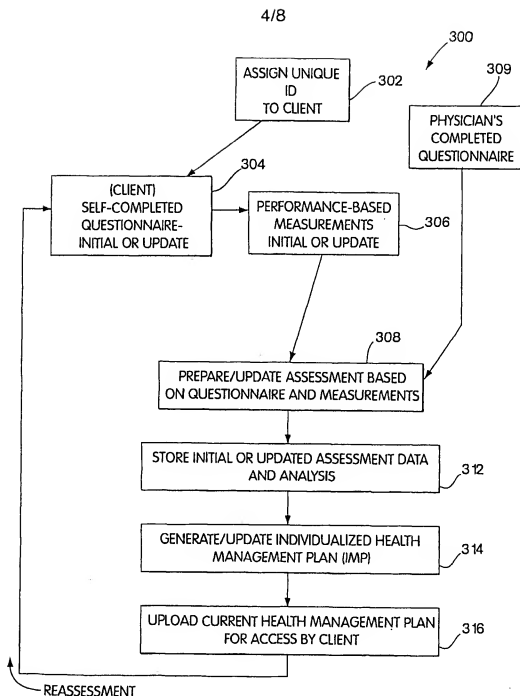 4/8
300
ASSIGN UNIQUE
ID
TO CLIENT
302
309
PHYSICIAN'S
COMPLETED
QUESTIONNAIRE
304
(CLIENT)
SELF-COMPLETED
QUESTIONNAIRE-
INITIAL OR UPDATE
PERFORMANCE-BASED
MEASUREMENTS
INITIAL OR UPDATE
306
308
PREPARE/UPDATE ASSESSMENT BASED
ON QUESTIONNAIRE AND MEASUREMENTS
STORE INITIAL OR UPDATED ASSESSMENT DATA
AND ANALYSIS
312
GENERATE/UPDATE INDIVIDUALIZED HEALTH
MANAGEMENT PLAN (IMP)
314
UPLOAD CURRENT HEALTH MANAGEMENT PLAN
FOR ACCESS BY CLIENT
316
REASSESSMENT